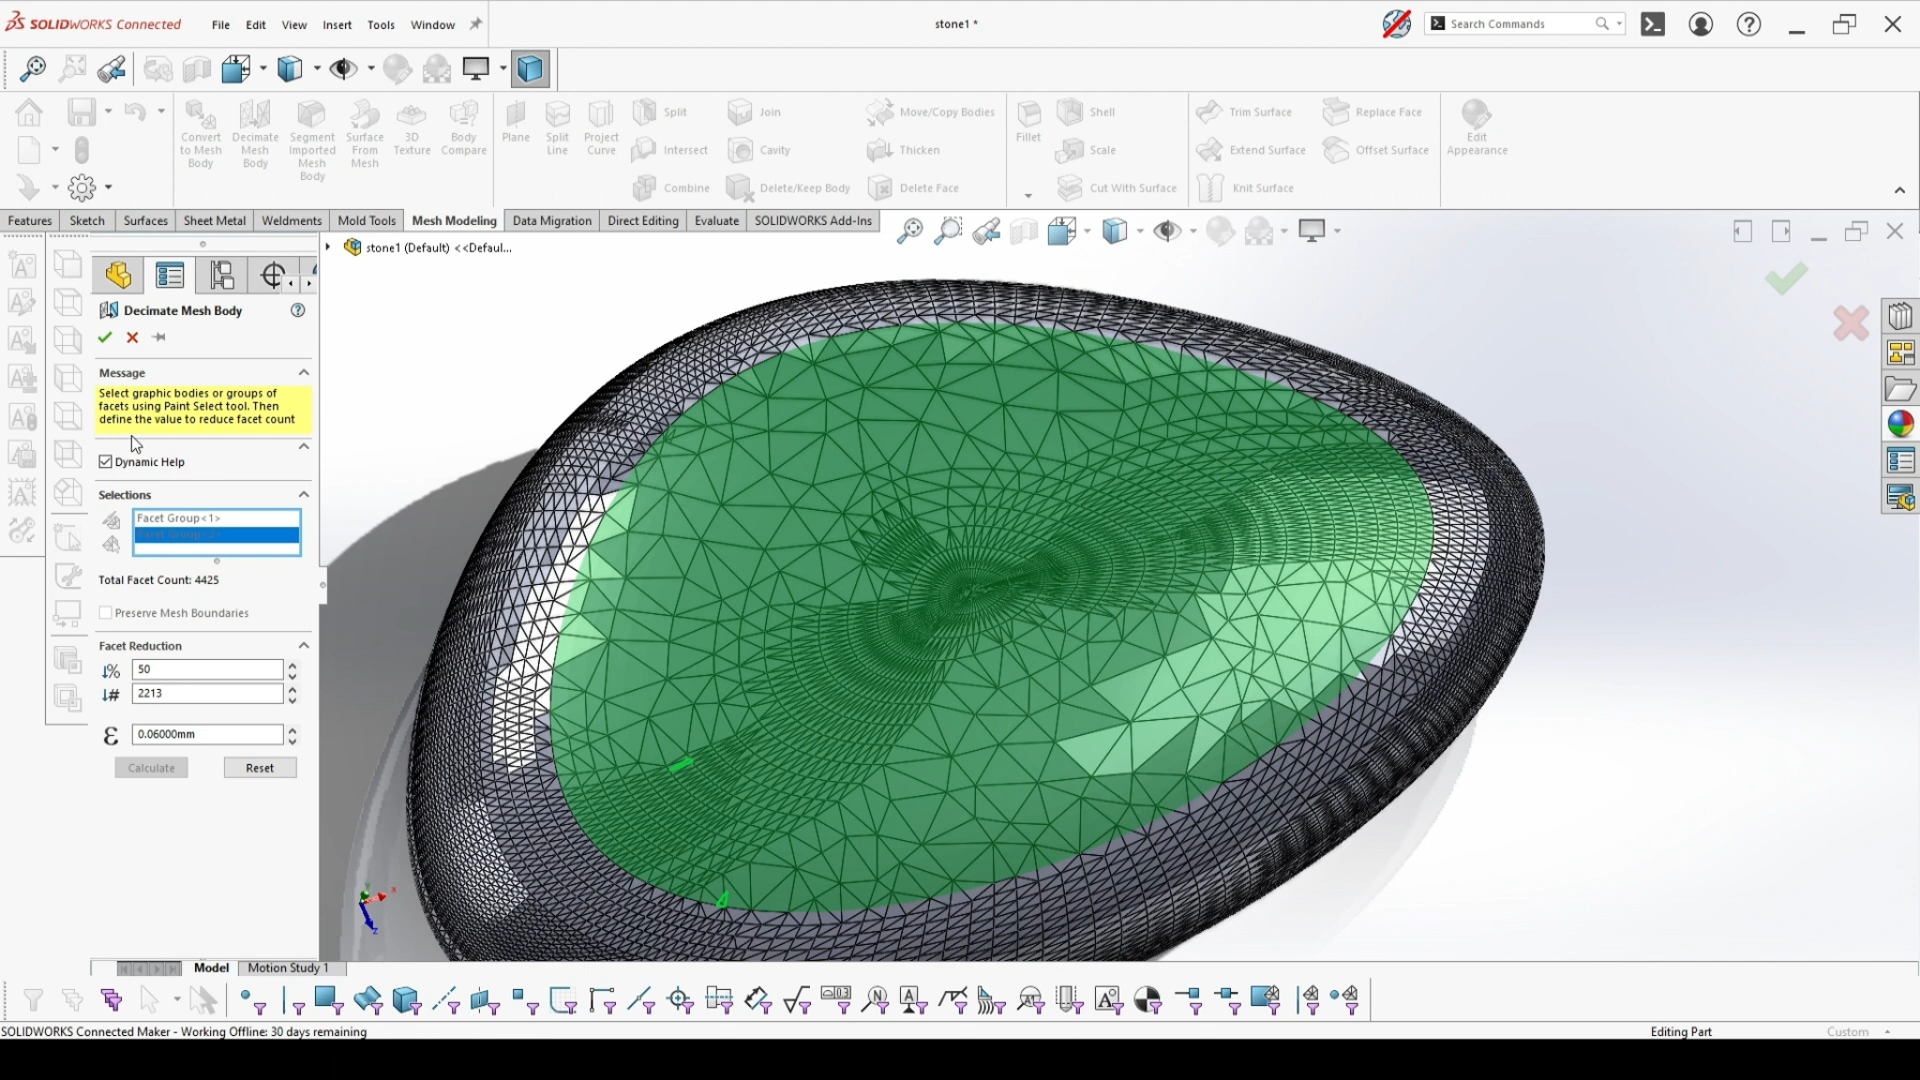 SOLIDWORKS Connected
File Edit View Insert Tools Window
stone1 *
Search Commands
Convert to Mesh Body
Decimate Mesh Body
Segment Imported Mesh Body
Surface From Mesh
3D Texture
Body Compare
Plane
Split Line
Project Curve
Split
Intersect
Combine
Join
Cavity
Delete/Keep Body
Move/Copy Bodies
Thicken
Delete Face
Fillet
Shell
Scale
Cut With Surface
Trim Surface
Extend Surface
Knit Surface
Replace Face
Offset Surface
Edit Appearance
Features Sketch Surfaces Sheet Metal Weldments Mold Tools Mesh Modeling Data Migration Direct Editing Evaluate SOLIDWORKS Add-Ins
stone1 (Default) <<Defaul...
Decimate Mesh Body
Message
Select graphic bodies or groups of
facets using Paint Select tool. Then
define the value to reduce facet count
Dynamic Help
Selections
Facet Group<1>
Total Facet Count: 4425
Preserve Mesh Boundaries
Facet Reduction
50
2213
0.06000mm
Calculate Reset
Model Motion Study 1
SOLIDWORKS Connected Maker - Working Offline: 30 days remaining
Editing Part
Custom